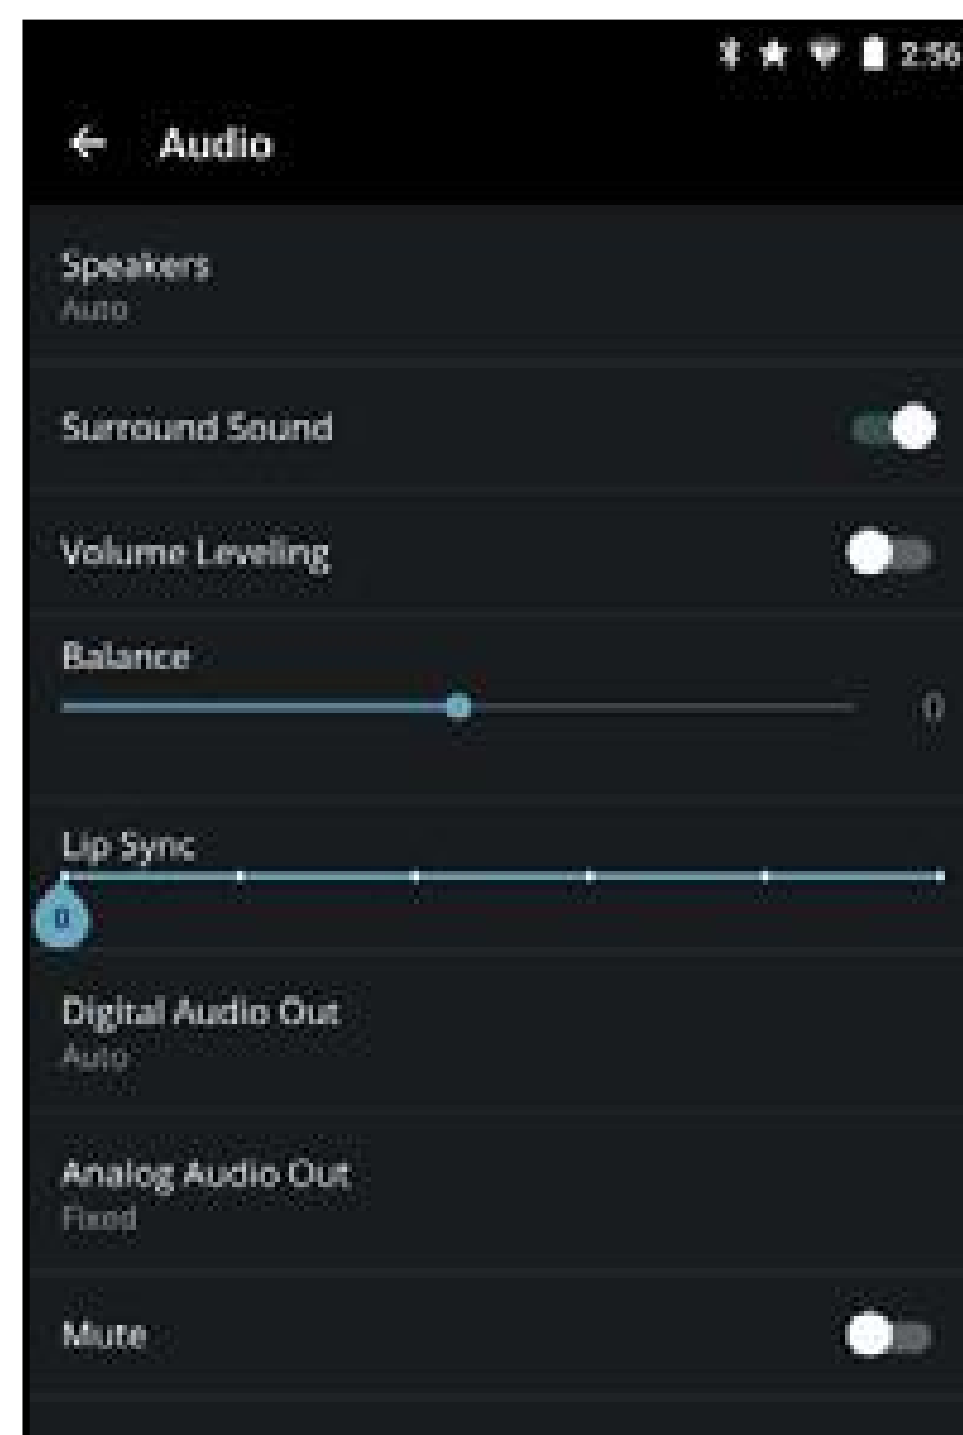 2:56
Audio
Speakers
Auto
Surround Sound
Volume Leveling
Balance
0
Lip Sync
0
Digital Audio Out
Auto
Analog Audio Out
Fixed
Mute